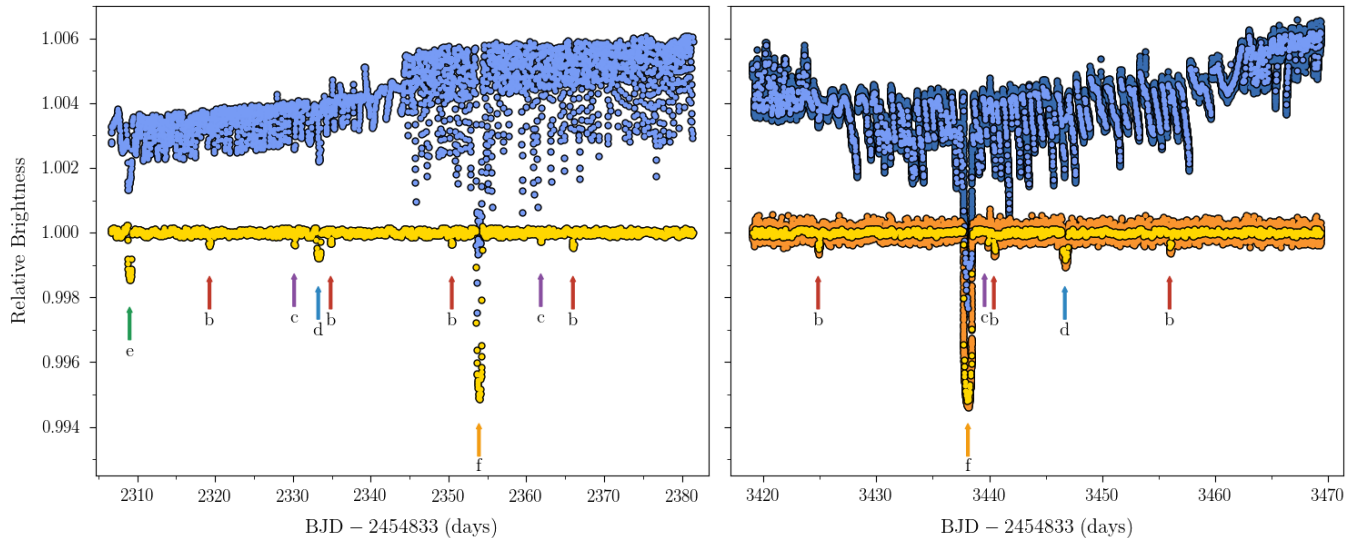 1.006
1.004
1.002
1.000
0.998
0.996
0.994
Relative Brightness
e b c d b b f c b
2310 2320 2330 2340 2350 2360 2370 2380
BJD − 2454833 (days)
b f c b d b
3420 3430 3440 3450 3460 3470
BJD − 2454833 (days)